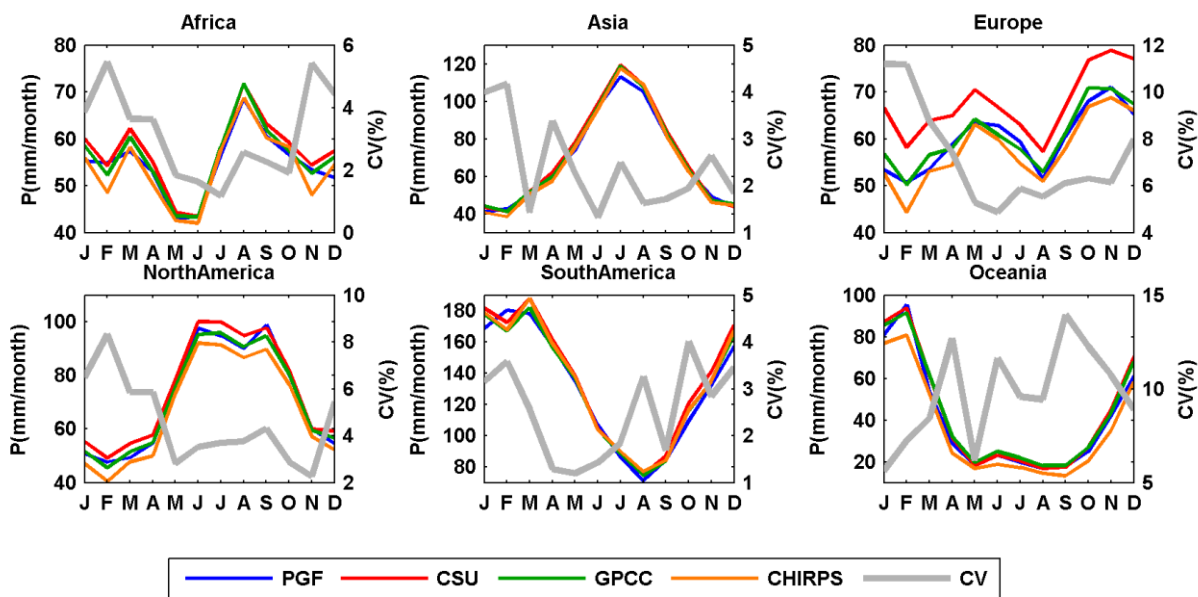 Africa
80
70
60
50
40
P(mm/month)
6
4
2
0
CV(%)
J F M A M J J A S O N D
Asia
120
100
80
60
40
P(mm/month)
5
4
3
2
1
CV(%)
J F M A M J J A S O N D
Europe
80
70
60
50
40
P(mm/month)
12
10
8
6
4
CV(%)
J F M A M J J A S O N D
NorthAmerica
100
80
60
40
P(mm/month)
10
8
6
4
2
CV(%)
J F M A M J J A S O N D
SouthAmerica
180
160
140
120
100
80
P(mm/month)
5
4
3
2
1
CV(%)
J F M A M J J A S O N D
Oceania
100
80
60
40
20
P(mm/month)
15
10
5
CV(%)
J F M A M J J A S O N D
PGF CSU GPCC CHIRPS CV